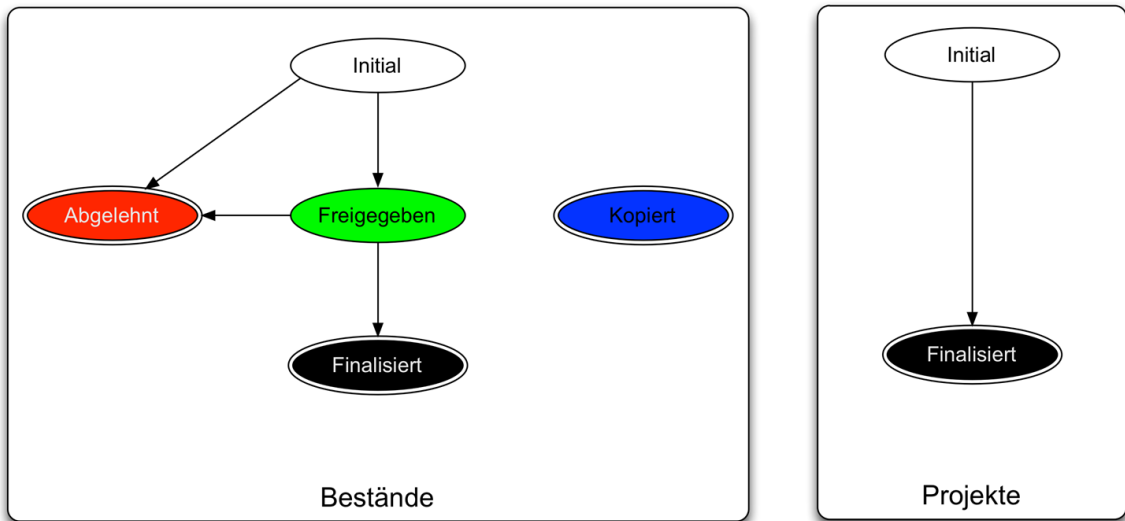 Initial
Abgelehnt
Freigegeben
Kopiert
Finalisiert
Bestände
Initial
Finalisiert
Projekte